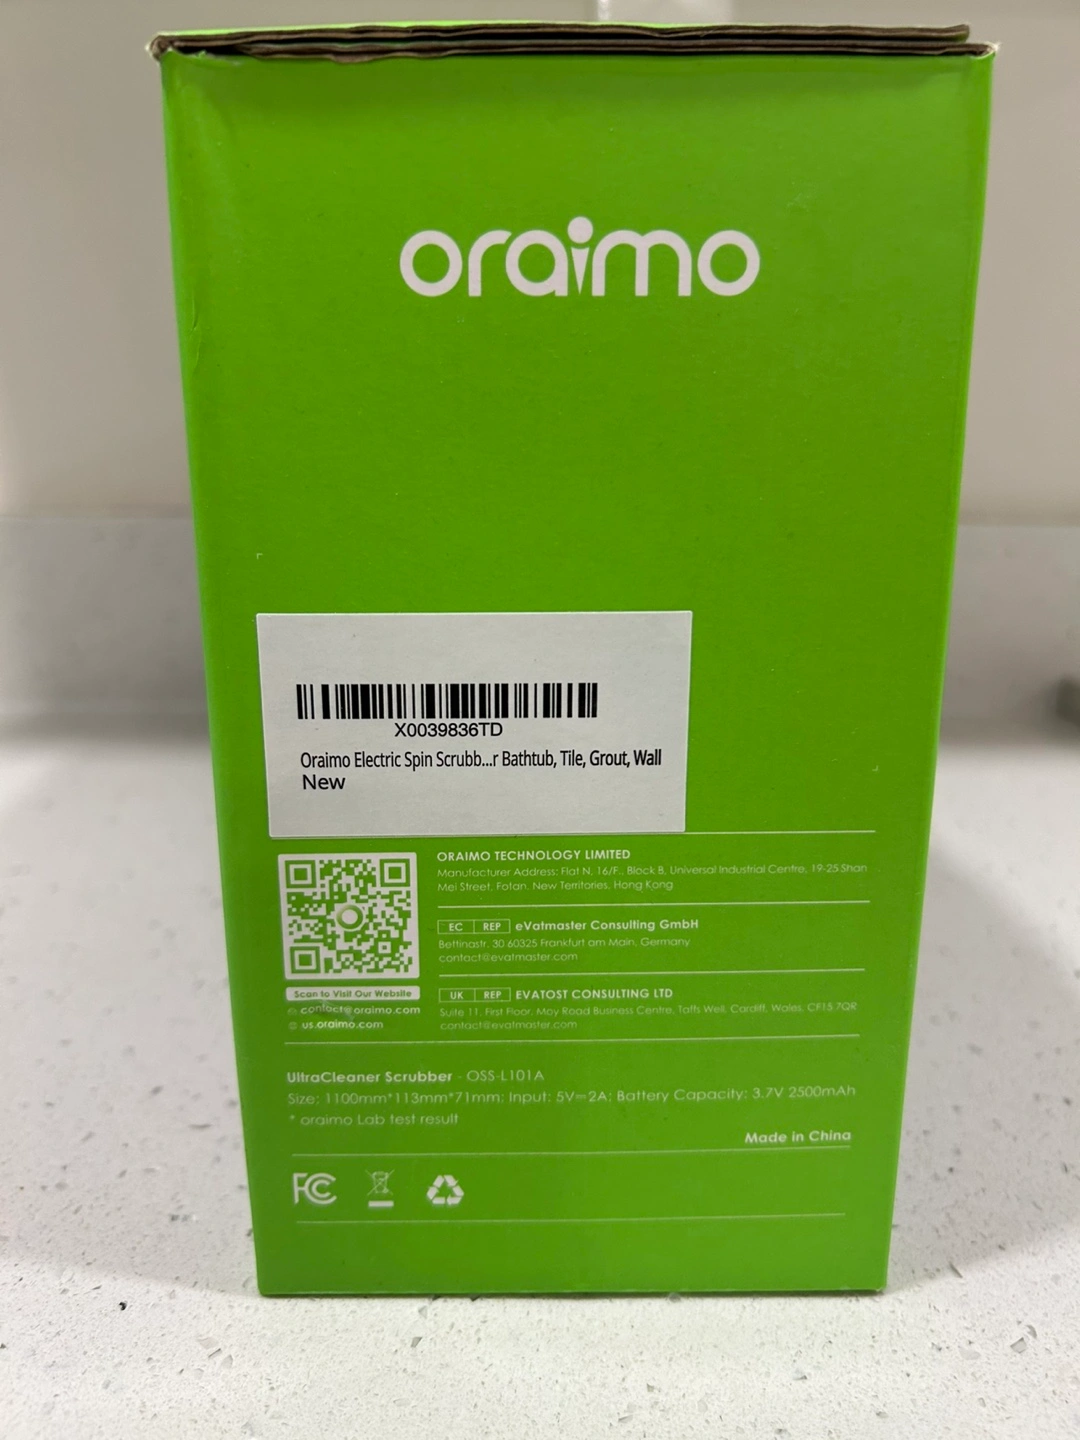 oraimo
X0039836TD
Oraimo Electric Spin Scrubb...r Bathtub, Tile, Grout, Wall
New
ORAIMO TECHNOLOGY LIMITED
Manufacturer Address: Flat N, 16/F., Block B, Universal Industrial Centre, 19-25 Shan
Mei Street, Fotan, New Territories, Hong Kong
EC REP eVatmaster Consulting GmbH
Bettinastr. 30 60325 Frankfurt am Main, Germany
contact@evatmaster.com
UK REP EVATOST CONSULTING LTD
Suite 11, First Floor, Moy Road Business Centre, Taffs Well, Cardiff, Wales, CF15 7QR
contact@evatmaster.com
Scan to Visit Our Website
contact@oraimo.com
us.oraimo.com
UltraCleaner Scrubber - OSS-L101A
Size: 1100mm*113mm*71mm; Input: 5V=2A; Battery Capacity: 3.7V 2500mAh
* oraimo Lab test result
Made in China
FC